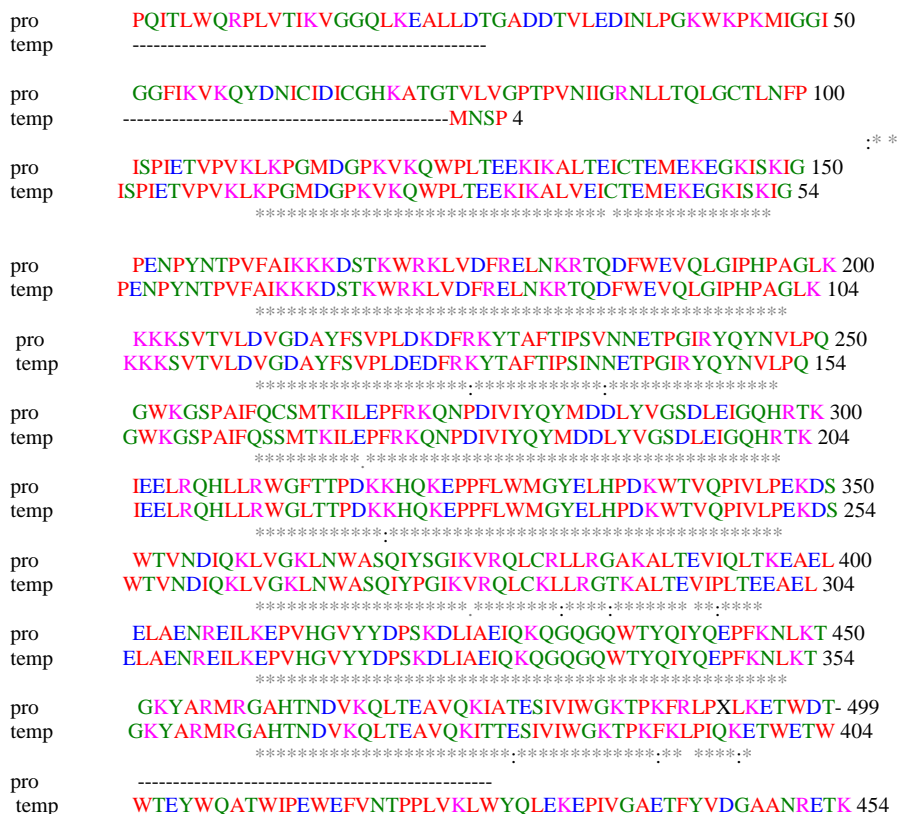 pro PQITLWQRPLVTIKVGGQLKEALLDTGADDTVLEDINLPGKWKPKMIGGI 50
temp --------------------------------------------------
pro GGFIKVKQYDNICIDICGHKATGTVLVGPTPVNIIGRNLLTQLGCTLNFP 100
temp ----------------------------------------------MNSP 4
:* *
pro ISPIETVPVKLKPGMDGPKVKQWPLTEEKIKALTEICTEMEKEGKISKIG 150
temp ISPIETVPVKLKPGMDGPKVKQWPLTEEKIKALVEICTEMEKEGKISKIG 54
********************************* ****************
pro PENPYNTPVFAIKKKDSTKWRKLVDFRELNKRTQDFWEVQLGIPHPAGLK 200
temp PENPYNTPVFAIKKKDSTKWRKLVDFRELNKRTQDFWEVQLGIPHPAGLK 104
**************************************************
pro KKKSVTVLDVGDAYFSVPLDKDFRKYTAFTIPSVNNETPGIRYQYNVLPQ 250
temp KKKSVTVLDVGDAYFSVPLDEDFRKYTAFTIPSINNETPGIRYQYNVLPQ 154
********************:************:****************
pro GWKGSPAIFQCSMTKILEPFRKQNPDIVIYQYMDDLYVGSDLEIGQHRTK 300
temp GWKGSPAIFQSSMTKILEPFRKQNPDIVIYQYMDDLYVGSDLEIGQHRTK 204
**********.***************************************
pro IEELRQHLLRWGFTTPDKKHQKEPPFLWMGYELHPDKWTVQPIVLPEKDS 350
temp IEELRQHLLRWGLTTPDKKHQKEPPFLWMGYELHPDKWTVQPIVLPEKDS 254
************:*************************************
pro WTVNDIQKLVGKLNWASQIYSGIKVRQLCRLLRGAKALTEVIQLTKEAEL 400
temp WTVNDIQKLVGKLNWASQIYPGIKVRQLCKLLRGTKALTEVIPLTEEAEL 304
********************.********:****:******* **:****
pro ELAENREILKEPVHGVYYDPSKDLIAEIQKQGQGQWTYQIYQEPFKNLKT 450
temp ELAENREILKEPVHGVYYDPSKDLIAEIQKQGQGQWTYQIYQEPFKNLKT 354
**************************************************
pro GKYARMRGAHTNDVKQLTEAVQKIATESIVIWGKTPKFRLPXLKETWDT- 499
temp GKYARMRGAHTNDVKQLTEAVQKITTESIVIWGKTPKFKLPIQKETWETW 404
************************:*************:**  ****:*
pro --------------------------------------------------
temp WTEYWQATWIPEWEFVNTPPLVKLWYQLEKEPIVGAETFYVDGAANRETK 454